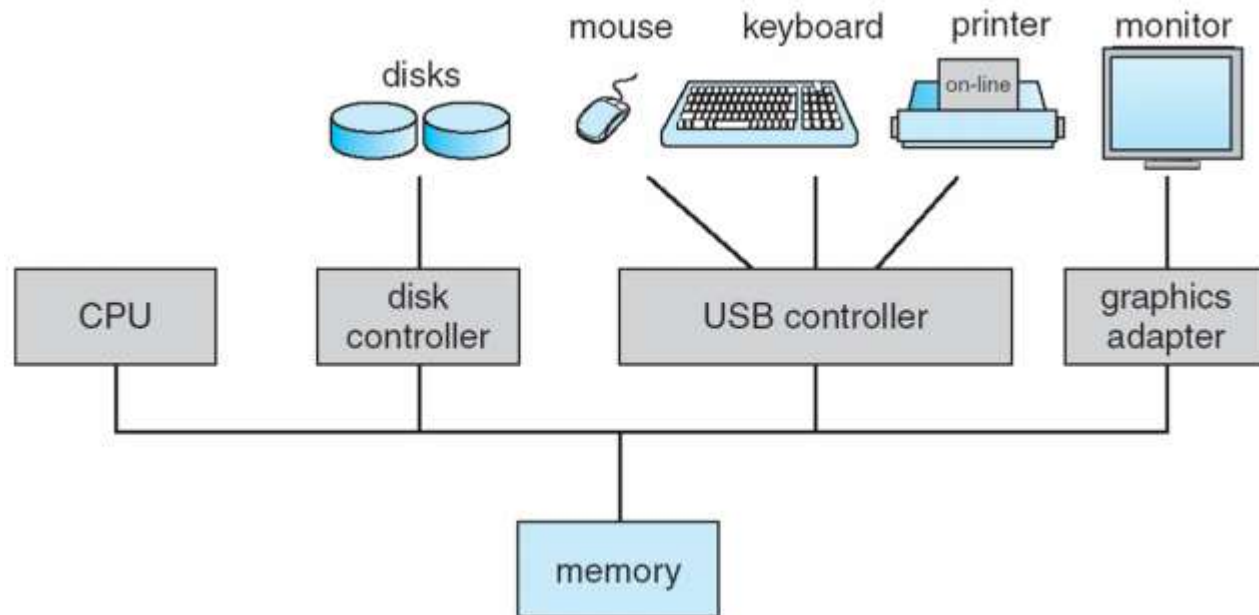 mouse
keyboard
printer
monitor
disks
on-line
CPU
disk
controller
USB controller
graphics
adapter
memory